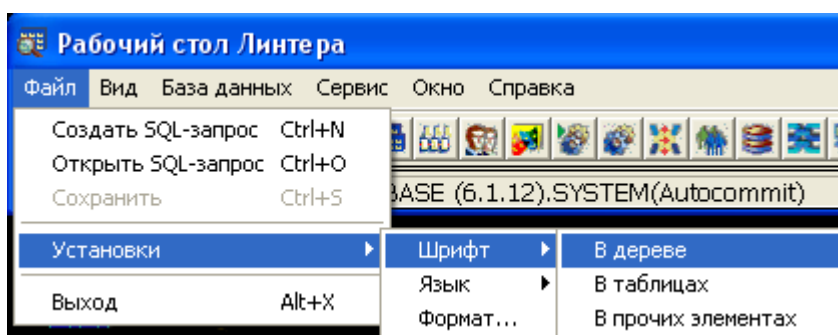 Рабочий стол Линтера
Файл Вид База данных Сервис Окно Справка
Создать SQL-запрос Ctrl+N
Открыть SQL-запрос Ctrl+O
Сохранить Ctrl+S
BASE (6.1.12).SYSTEM(Autocommit)
Установки Шрифт В дереве
Язык В таблицах
Выход Alt+X Формат... В прочих элементах